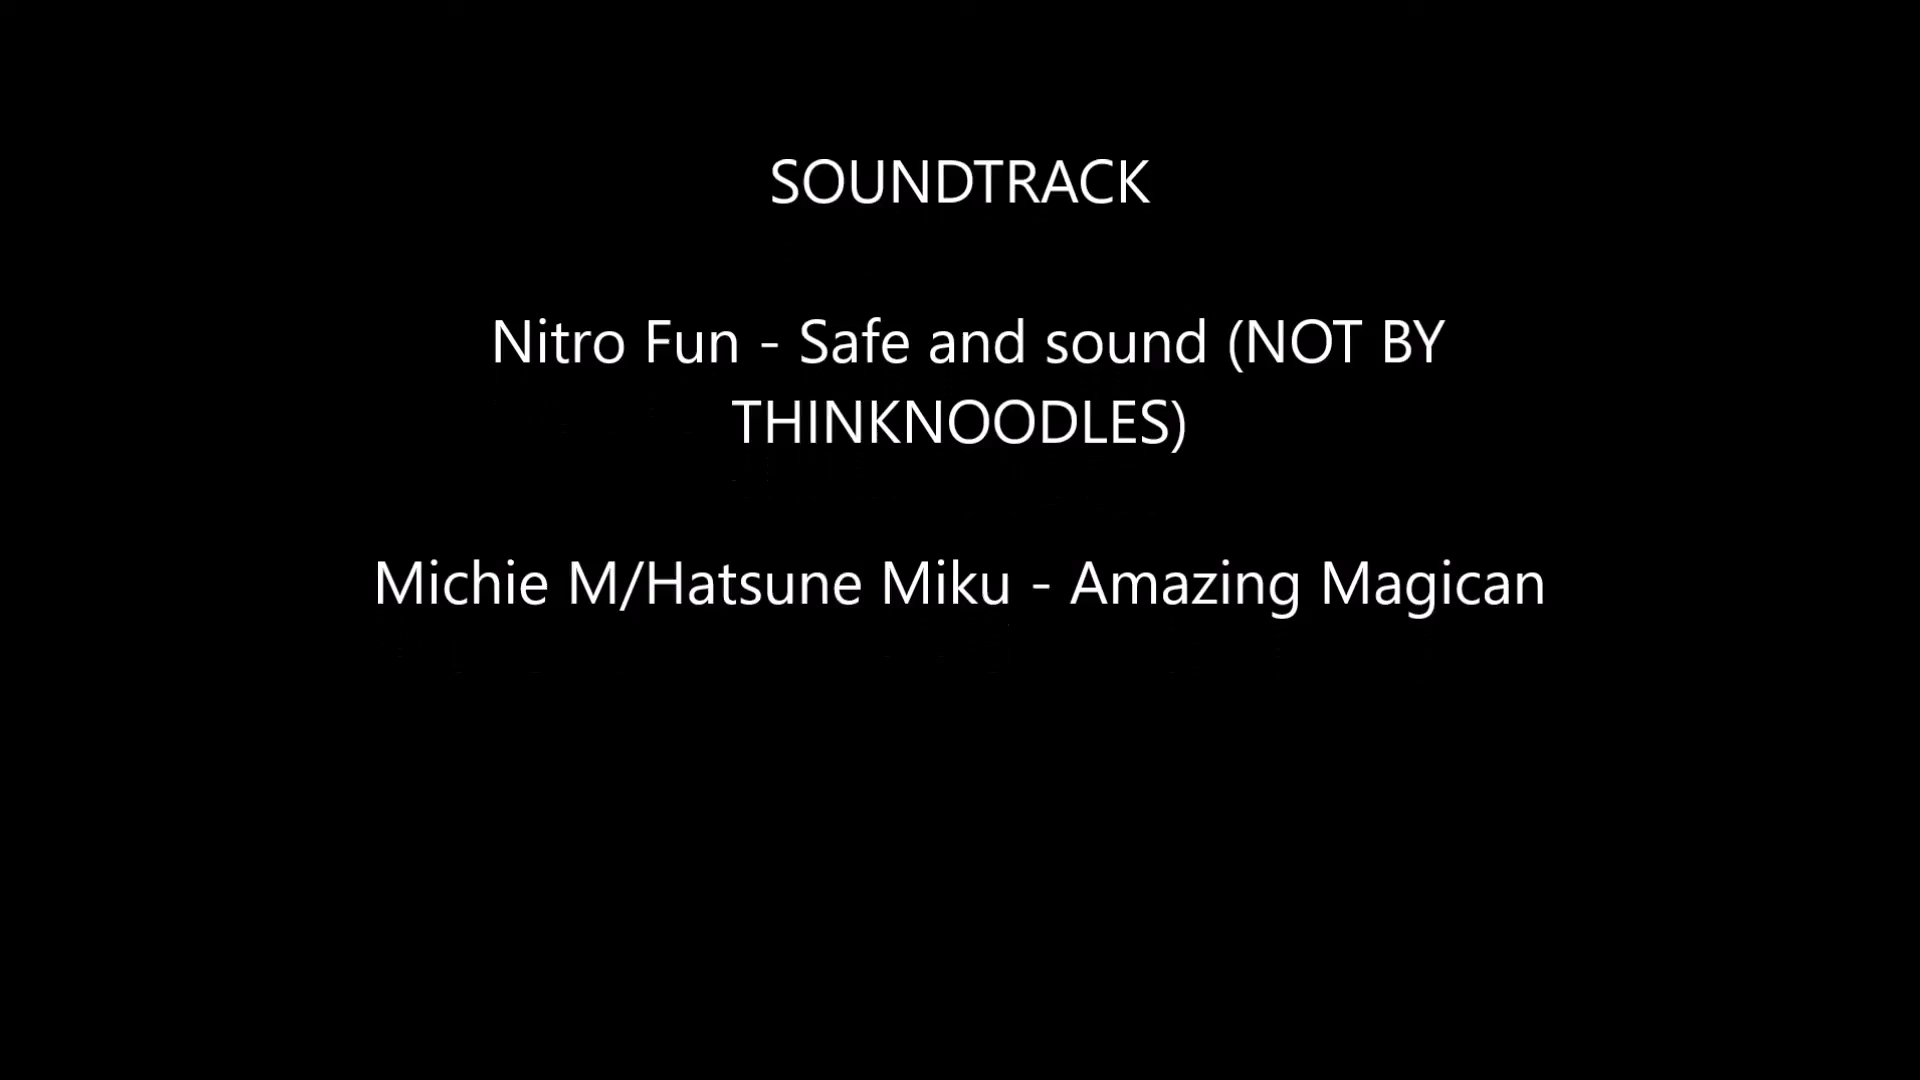 SOUNDTRACK
Nitro Fun - Safe and sound (NOT BY
THINKNOODLES)
Michie M/Hatsune Miku - Amazing Magican